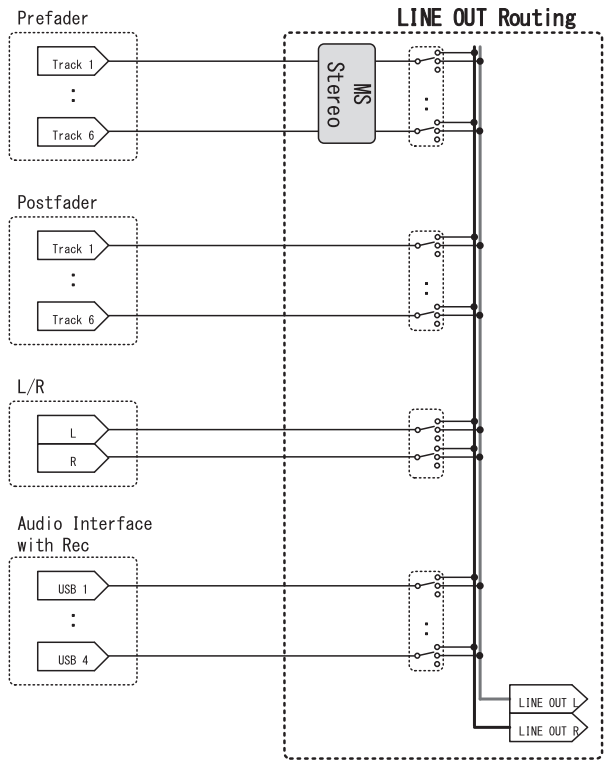 LINE OUT Routing
Prefader
Track 1
:
Track 6
MS
Stereo
:
Postfader
Track 1
:
Track 6
:
L/R
L
R
Audio Interface
with Rec
USB 1
:
USB 4
:
LINE OUT L
LINE OUT R